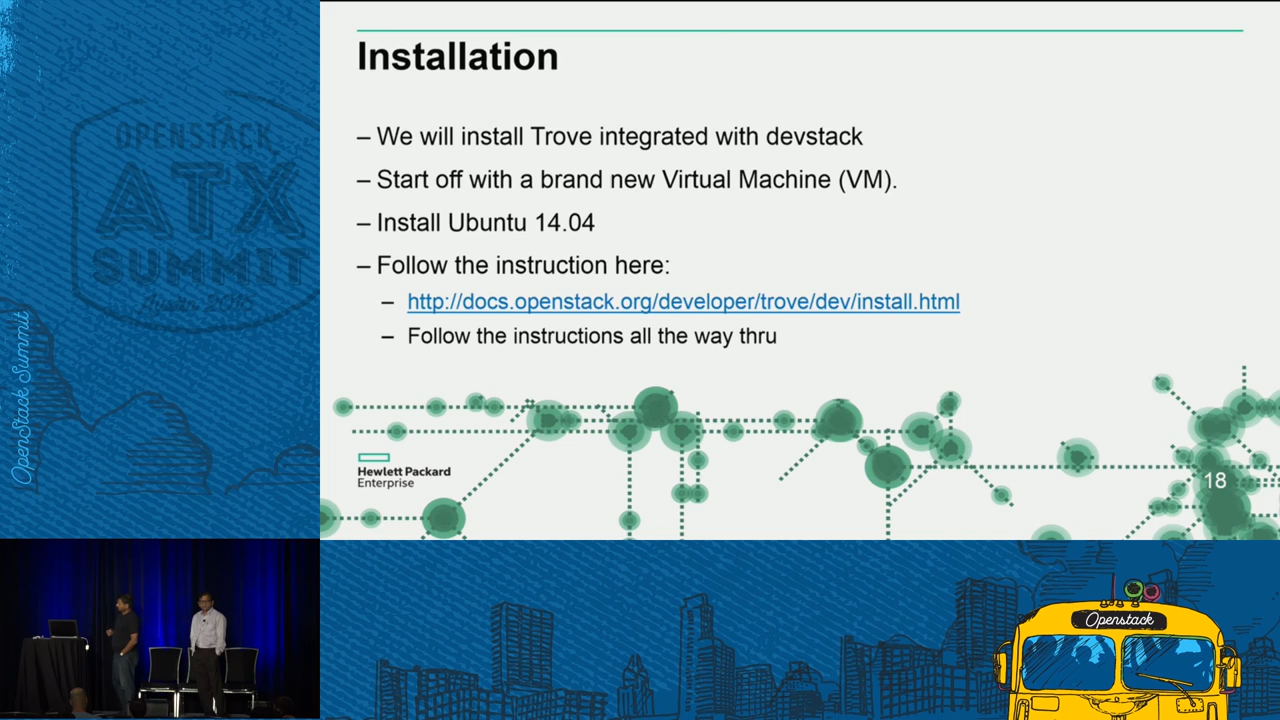 OPENSTACK
ATX
SUMMIT
Austin, 2016
OpenStack Summit
Installation
– We will install Trove integrated with devstack
– Start off with a brand new Virtual Machine (VM).
– Install Ubuntu 14.04
– Follow the instruction here:
– http://docs.openstack.org/developer/trove/dev/install.html
– Follow the instructions all the way thru
Hewlett Packard
Enterprise
18
Openstack